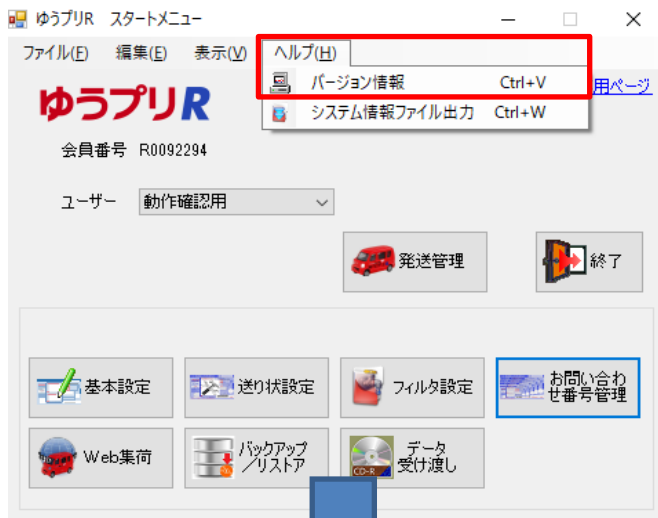 ゆうプリR スタートメニュー
ファイル(F) 編集(E) 表示(V) ヘルプ(H)
バージョン情報 Ctrl+V
用ページ
システム情報ファイル出力 Ctrl+W
ゆうプリR
会員番号 R0092294
ユーザー 動作確認用
発送管理
終了
基本設定
送り状設定
フィルタ設定
お問い合わ
せ番号管理
Web集荷
バックアップ
/リストア
CD-R
データ
受け渡し